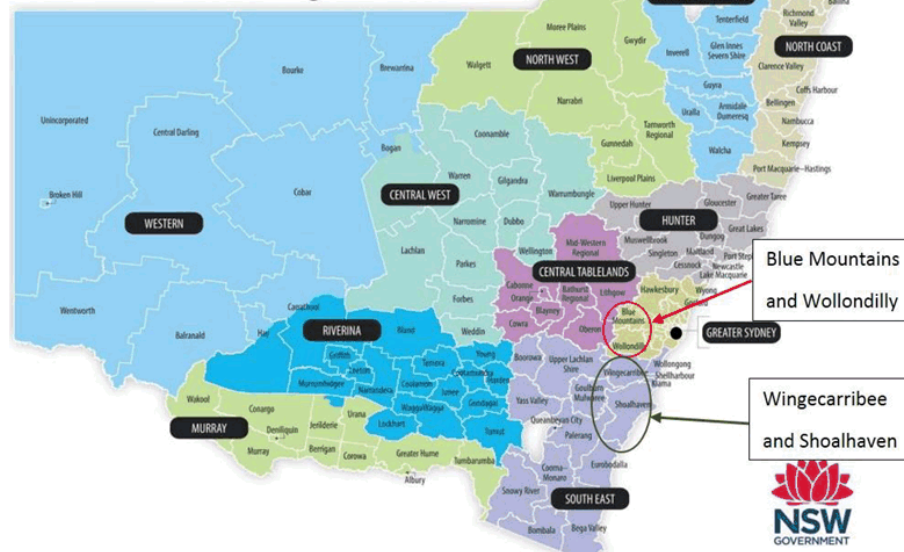 Ballina
Richmond
Valley
Tenterfield
Moree Plains
Gwydir
Inverell
Glen Innes
Severn Shire
NORTH COAST
Walgett
NORTH WEST
Clarence Valley
Bourke
Brewarrina
Guyra
Coffs Harbour
Narrabri
Uralla
Armidale
Dumeresq
Bellingen
Nambucca
Unincorporated
Central Darling
Coonamble
Tamworth
Regional
Gunnedah
Walcha
Kempsey
Bogan
Port Macquarie–Hastings
Warren
Gilgandra
Liverpool Plains
Broken Hill
Cobar
CENTRAL WEST
Warrumbungle
Upper Hunter
Gloucester
Greater Taree
WESTERN
Narromine
Dubbo
HUNTER
Great Lakes
Lachlan
Wellington
Mid-Western
Regional
Muswellbrook
Dungog
Singleton
Maitland
Port Step
Parkes
CENTRAL TABLELANDS
Cessnock
Newcastle
Lake Macquarie
Blue Mountains
and Wollondilly
Cabonne
Orange
Bathurst
Regional
Lithgow
Hawkesbury
Wyong
Gosford
Wentworth
Carrathool
Forbes
Blayney
Blue
Mountains
Balranald
Hay
RIVERINA
Bland
Weddin
Cowra
Oberon
GREATER SYDNEY
Griffith
Leeton
Temora
Young
Cootamundra
Harden
Boorowa
Upper Lachlan
Shire
Wollondilly
Wingecarribee
Wollongong
Shellharbour
Kiama
Murrumbidgee
Narrandera
Coolamon
Junee
Gundagai
Yass Valley
Goulburn
Mulwaree
Shoalhaven
Wingecarribee
and Shoalhaven
Wakool
Conargo
Urana
Lockhart
WaggaWagga
Tumut
Queanbeyan City
Palerang
MURRAY
Deniliquin
Jerilderie
Murray
Berrigan
Corowa
Greater Hume
Tumbarumba
Albury
Cooma–
Monaro
Eurobodalla
Snowy River
SOUTH EAST
Bombala
Bega Valley
NSW
GOVERNMENT